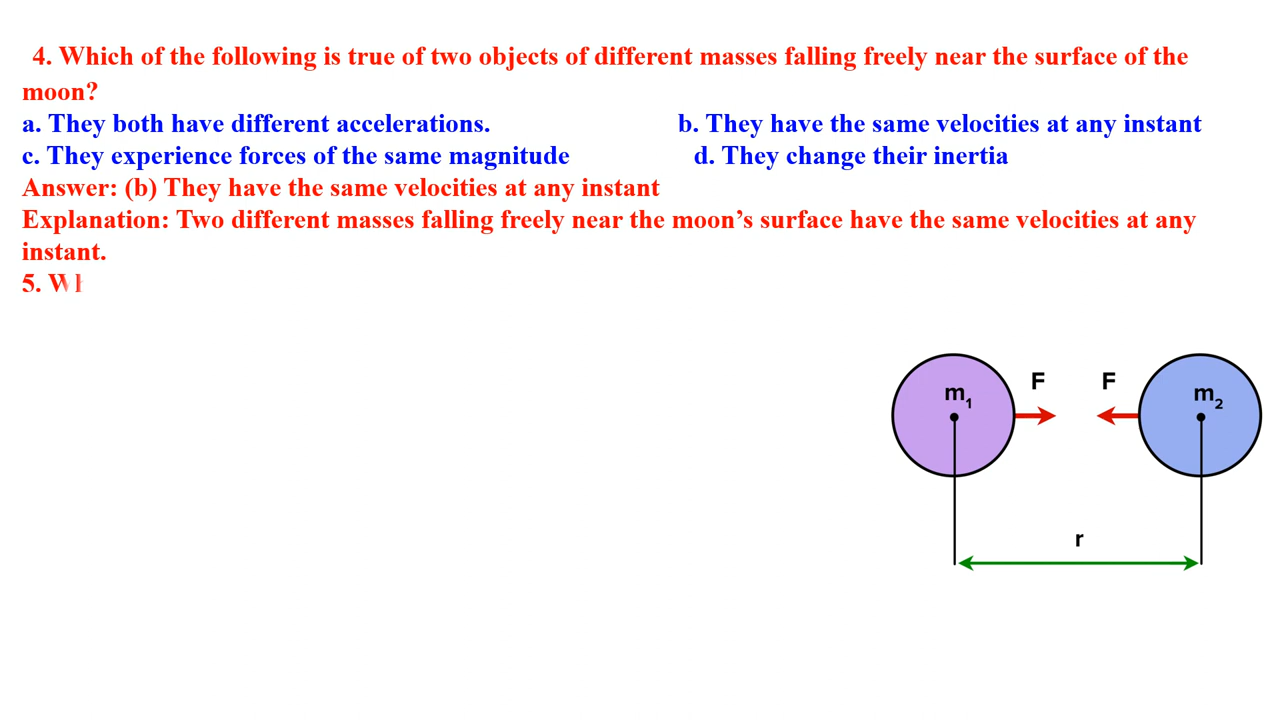 4. Which of the following is true of two objects of different masses falling freely near the surface of the
moon?
a. They both have different accelerations. b. They have the same velocities at any instant
c. They experience forces of the same magnitude d. They change their inertia
Answer: (b) They have the same velocities at any instant
Explanation: Two different masses falling freely near the moon’s surface have the same velocities at any
instant.
5.
F F
m1 m2
r